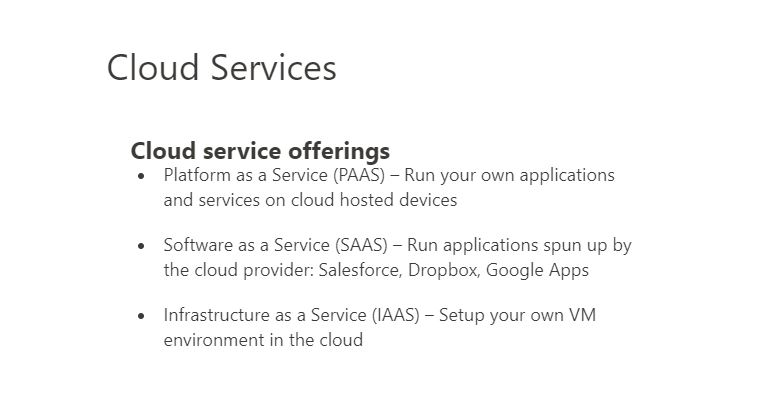 Cloud Services
Cloud service offerings
• Platform as a Service (PAAS) – Run your own applications
and services on cloud hosted devices
• Software as a Service (SAAS) – Run applications spun up by
the cloud provider: Salesforce, Dropbox, Google Apps
• Infrastructure as a Service (IAAS) – Setup your own VM
environment in the cloud